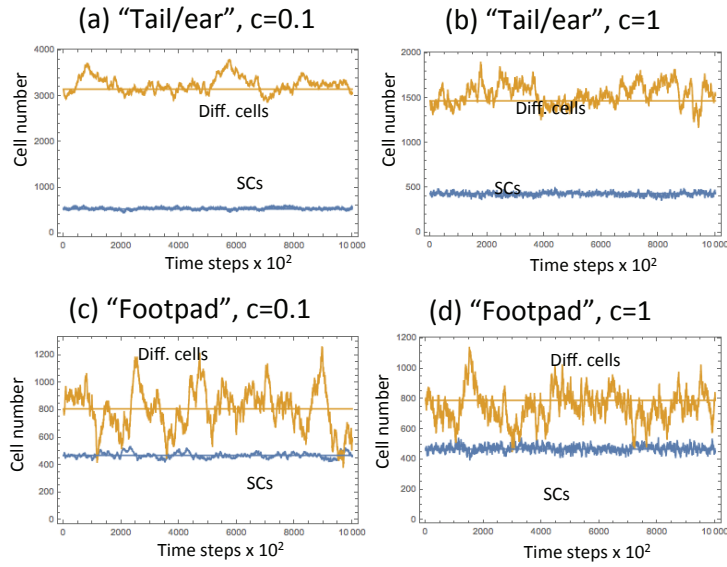 (a) “Tail/ear”, c=0.1
(b) “Tail/ear”, c=1
4000
3000
2000
1000
0
Cell number
Diff. cells
SCs
0 2000 4000 6000 8000 10 000
Time steps x 10²
2000
1500
1000
500
0
Cell number
Diff. cells
SCs
0 2000 4000 6000 8000 10 000
Time steps x 10²
(c) “Footpad”, c=0.1
(d) “Footpad”, c=1
1200
1000
800
600
400
200
0
Cell number
Diff. cells
SCs
0 2000 4000 6000 8000 10 000
Time steps x 10²
1200
1000
800
600
400
200
0
Cell number
Diff. cells
SCs
0 2000 4000 6000 8000 10 000
Time steps x 10²